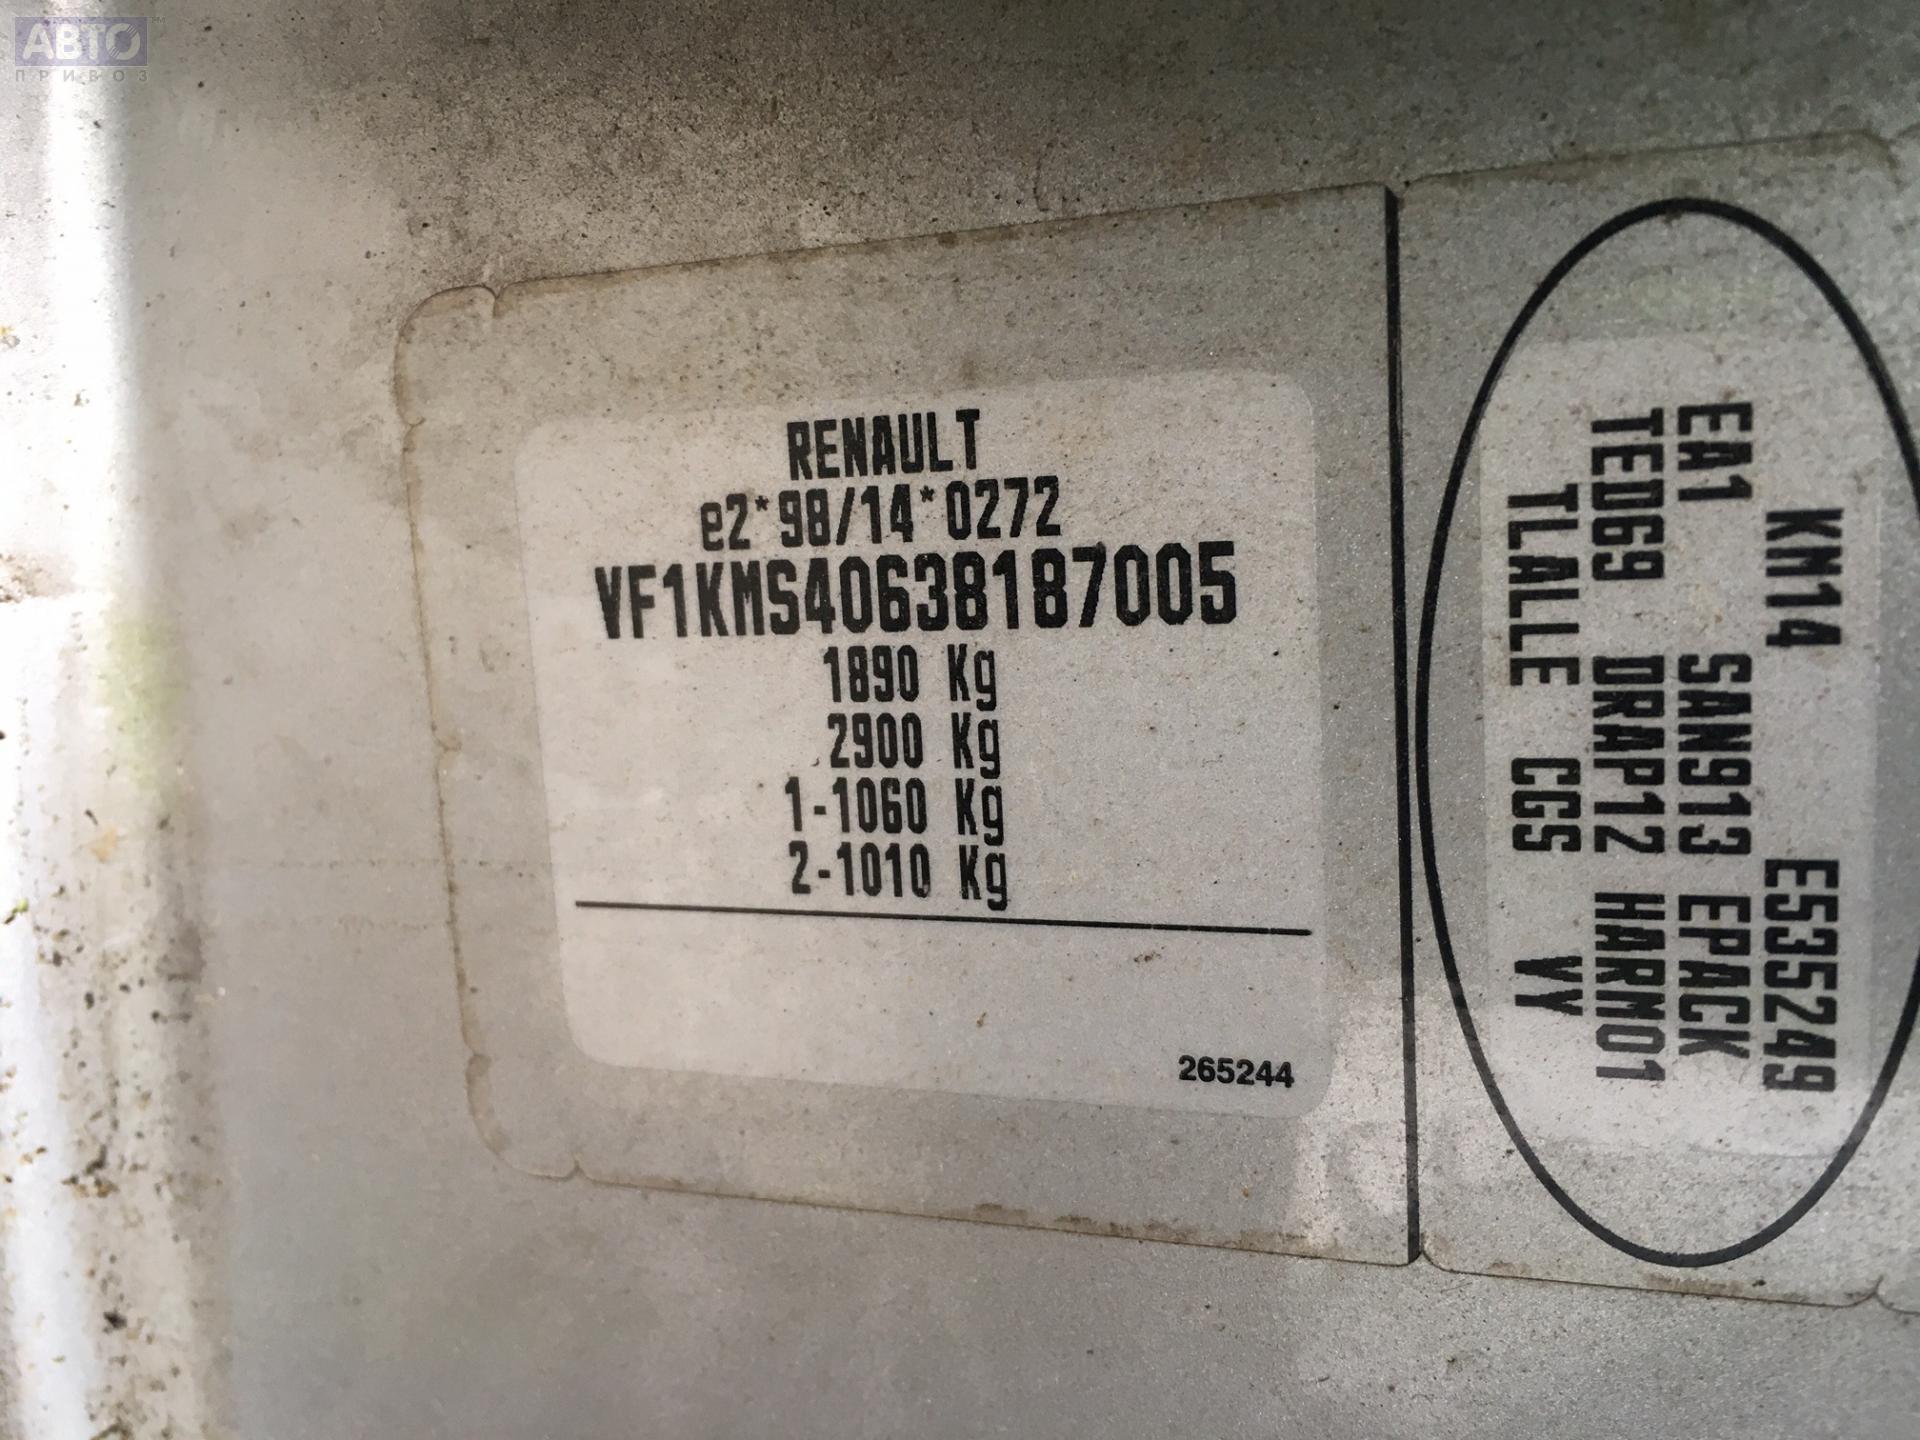 АВТО
ПРИВОЗ
RENAULT
e2*98/14*0272
VF1KMS40638187005
1890 Kg
2900 Kg
1-1060 Kg
2-1010 Kg
265244
KM14 E535249
EA1 SAN913 EPACK
TED69 DRAP12 HARM01
TLALLE CGS VY